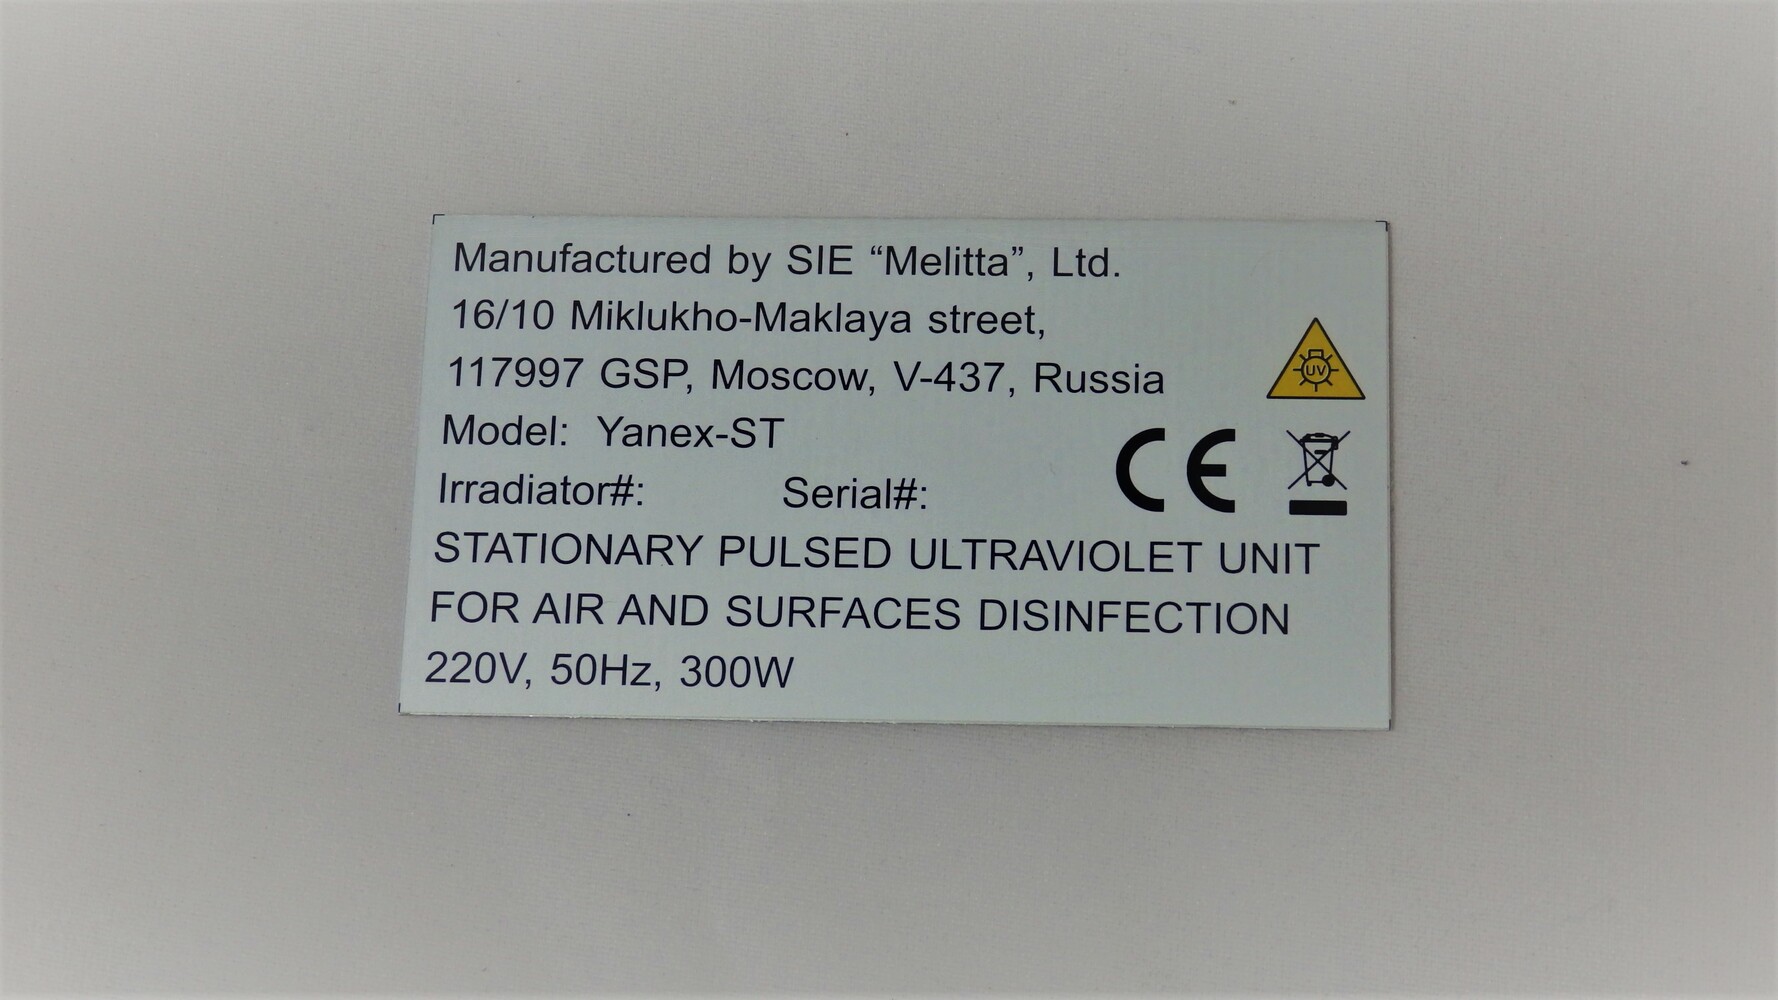 Manufactured by SIE “Melitta”, Ltd.
16/10 Miklukho-Maklaya street,
117997 GSP, Moscow, V-437, Russia
UV
Model: Yanex-ST
CE
Irradiator#: Serial#:
STATIONARY PULSED ULTRAVIOLET UNIT
FOR AIR AND SURFACES DISINFECTION
220V, 50Hz, 300W